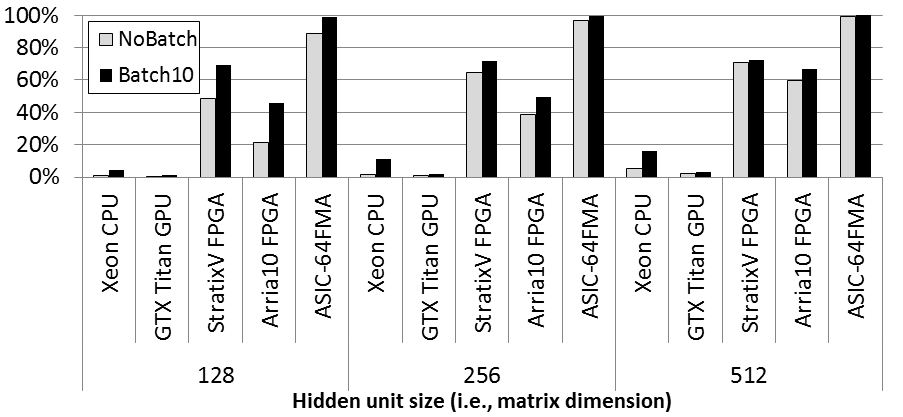 100%
80%
60%
40%
20%
0%
NoBatch
Batch10
Xeon CPU
GTX Titan GPU
StratixV FPGA
Arria10 FPGA
ASIC-64FMA
Xeon CPU
GTX Titan GPU
StratixV FPGA
Arria10 FPGA
ASIC-64FMA
Xeon CPU
GTX Titan GPU
StratixV FPGA
Arria10 FPGA
ASIC-64FMA
128
256
512
Hidden unit size (i.e., matrix dimension)